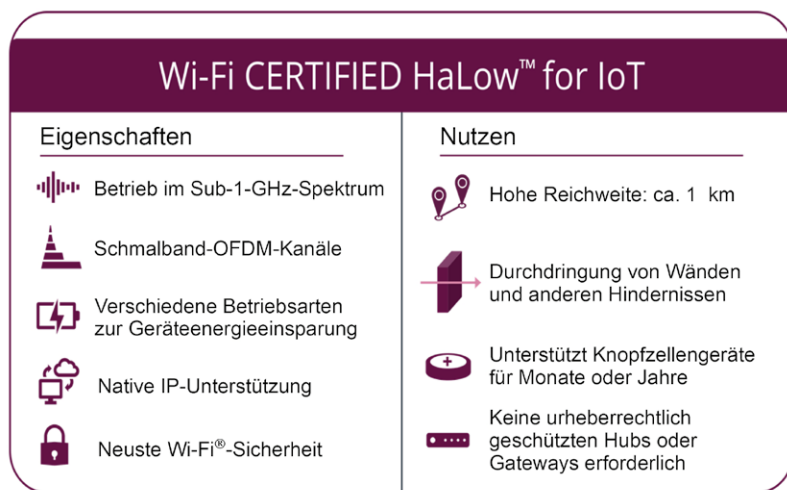 Wi-Fi CERTIFIED HaLow™ for IoT
Eigenschaften
Betrieb im Sub-1-GHz-Spektrum
Schmalband-OFDM-Kanäle
Verschiedene Betriebsarten
zur Geräteenergieeinsparung
Native IP-Unterstützung
Neuste Wi-Fi®-Sicherheit
Nutzen
Hohe Reichweite: ca. 1 km
Durchdringung von Wänden
und anderen Hindernissen
Unterstützt Knopfzellengeräte
für Monate oder Jahre
Keine urheberrechtlich
geschützten Hubs oder
Gateways erforderlich